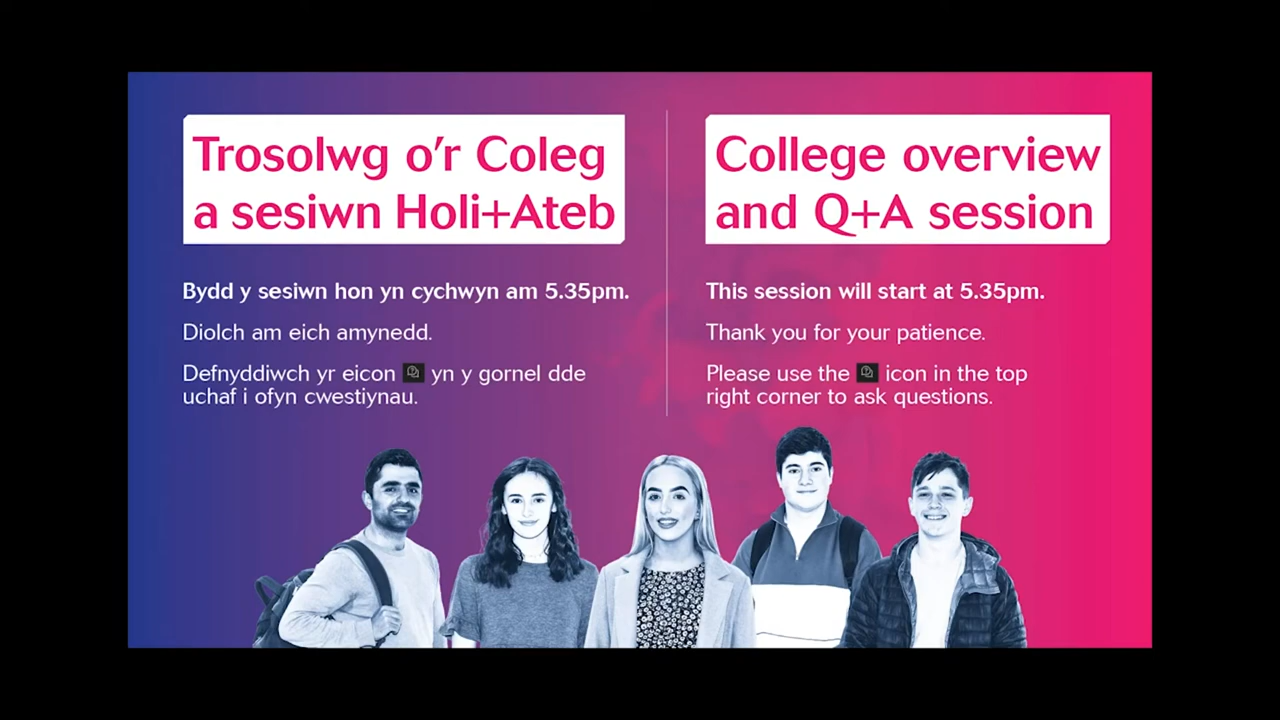 Trosolwg o'r Coleg
a sesiwn Holi+Ateb
Bydd y sesiwn hon yn cychwyn am 5.35pm.
Diolch am eich amynedd.
Defnyddiwch yr eicon yn y gornel dde
uchaf i ofyn cwestiynau.
College overview
and Q+A session
This session will start at 5.35pm.
Thank you for your patience.
Please use the icon in the top
right corner to ask questions.